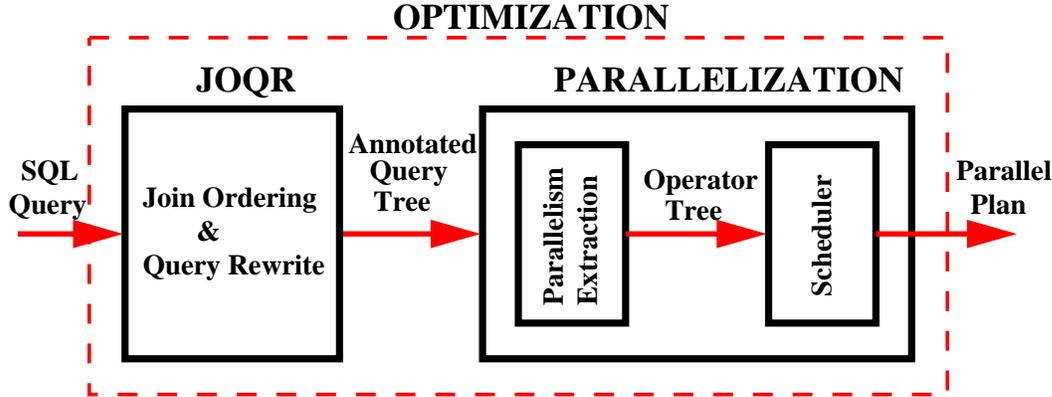 OPTIMIZATION
JOQR
PARALLELIZATION
SQL
Query
Join Ordering
&
Query Rewrite
Annotated
Query
Tree
Parallelism
Extraction
Operator
Tree
Scheduler
Parallel
Plan